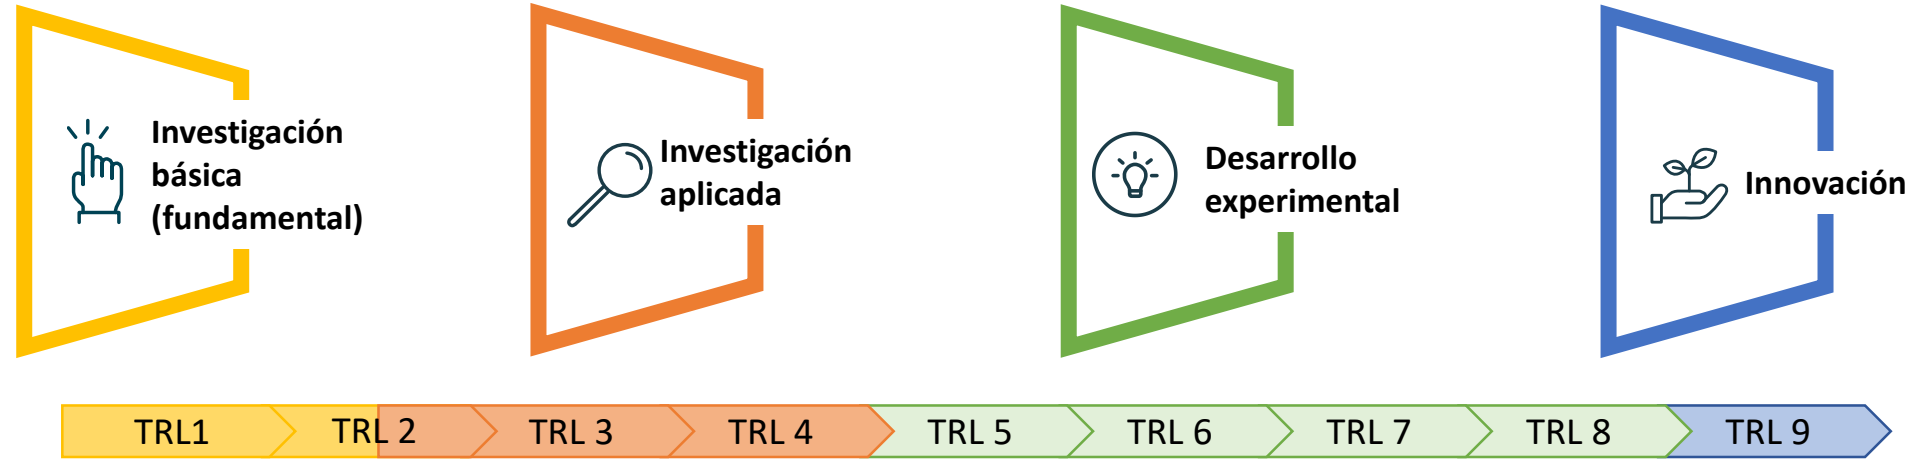 Investigación
básica
(fundamental)
Investigación
aplicada
Desarrollo
experimental
Innovación
TRL1
TRL 2
TRL 3
TRL 4
TRL 5
TRL 6
TRL 7
TRL 8
TRL 9